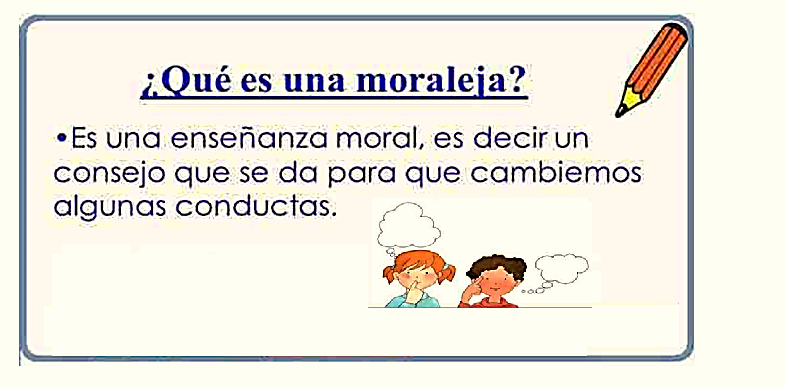 ¿Qué es una moraleja?
•Es una enseñanza moral, es decir un
consejo que se da para que cambiemos
algunas conductas.